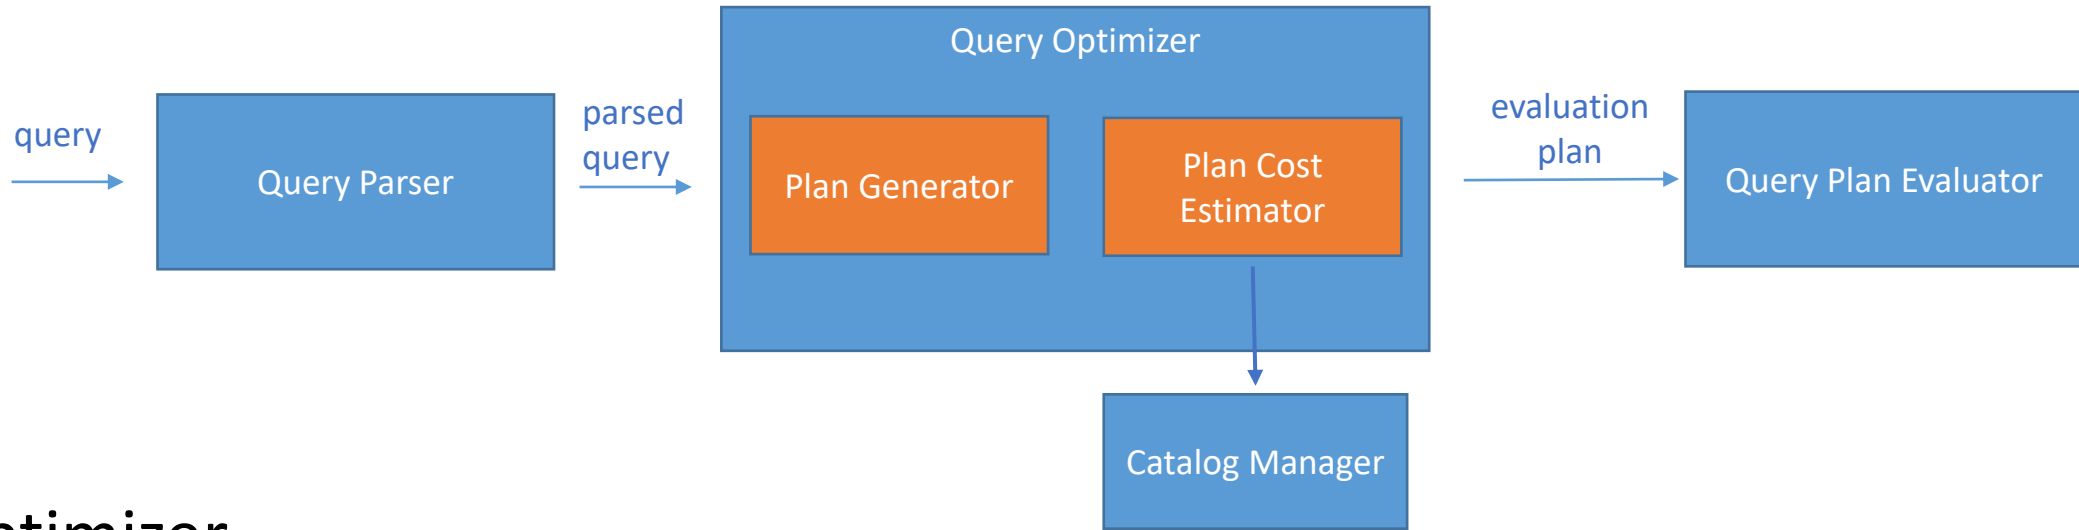 query
Query Parser
parsed
query
Query Optimizer
Plan Generator
Plan Cost
Estimator
evaluation
plan
Query Plan Evaluator
Catalog Manager